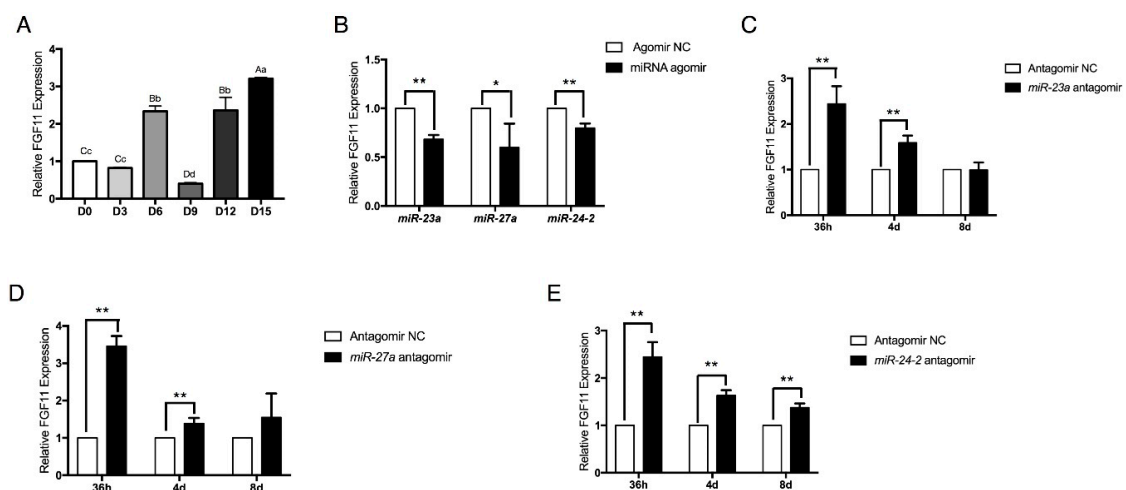 A
Relative FGF11 Expression
4
3
2
1
0
Cc
Cc
Bb
Dd
Bb
Aa
D0
D3
D6
D9
D12
D15
B
Agomir NC
miRNA agomir
Relative FGF11 Expression
1.5
1.0
0.5
0.0
**
*
**
miR-23a
miR-27a
miR-24-2
C
Antagomir NC
miR-23a antagomir
Relative FGF11 Expression
3
2
1
0
**
**
36h
4d
8d
D
Antagomir NC
miR-27a antagomir
Relative FGF11 Expression
4
3
2
1
0
**
**
36h
4d
8d
E
Antagomir NC
miR-24-2 antagomir
Relative FGF11 Expression
3
2
1
0
**
**
**
36h
4d
8d